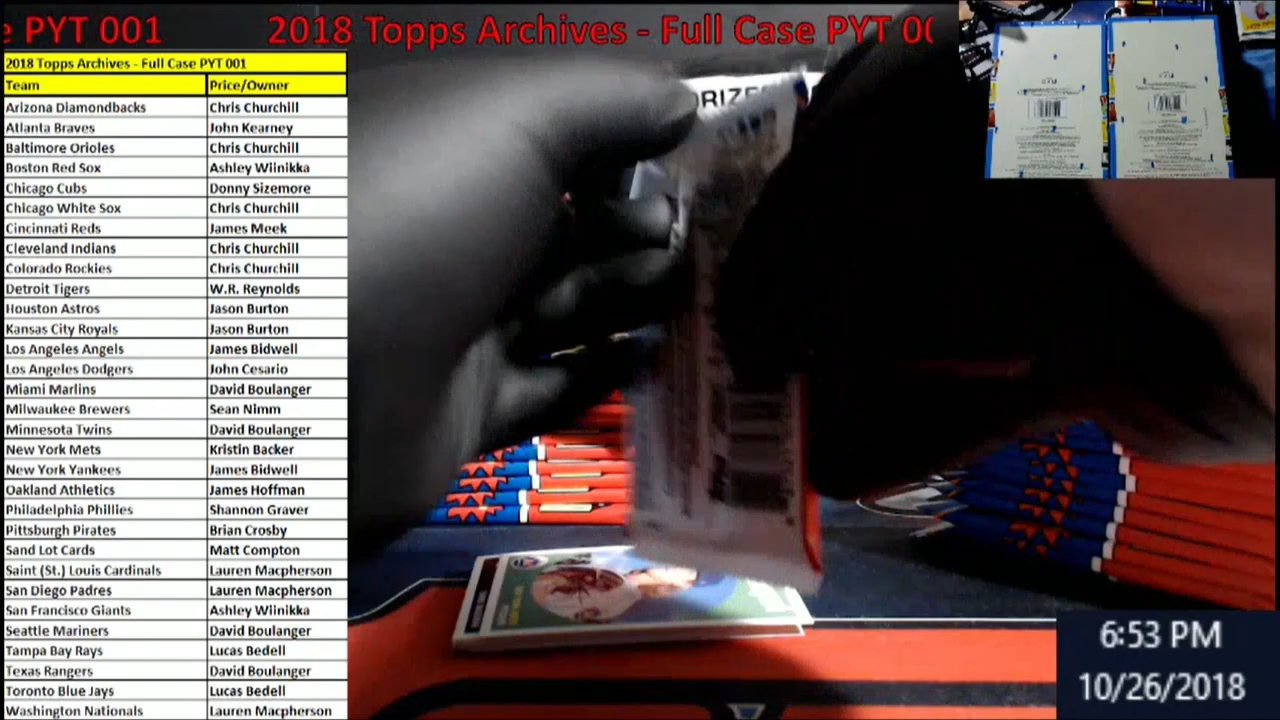 e PYT 001 2018 Topps Archives - Full Case PYT 00
2018 Topps Archives - Full Case PYT 001
Team Price/Owner
Arizona Diamondbacks Chris Churchill
Atlanta Braves John Kearney
Baltimore Orioles Chris Churchill
Boston Red Sox Ashley Wiinikka
Chicago Cubs Donny Sizemore
Chicago White Sox Chris Churchill
Cincinnati Reds James Meek
Cleveland Indians Chris Churchill
Colorado Rockies Chris Churchill
Detroit Tigers W.R. Reynolds
Houston Astros Jason Burton
Kansas City Royals Jason Burton
Los Angeles Angels James Bidwell
Los Angeles Dodgers John Cesario
Miami Marlins David Boulanger
Milwaukee Brewers Sean Nimm
Minnesota Twins David Boulanger
New York Mets Kristin Backer
New York Yankees James Bidwell
Oakland Athletics James Hoffman
Philadelphia Phillies Shannon Graver
Pittsburgh Pirates Brian Crosby
Sand Lot Cards Matt Compton
Saint (St.) Louis Cardinals Lauren Macpherson
San Diego Padres Lauren Macpherson
San Francisco Giants Ashley Wiinikka
Seattle Mariners David Boulanger
Tampa Bay Rays Lucas Bedell
Texas Rangers David Boulanger
Toronto Blue Jays Lucas Bedell
Washington Nationals Lauren Macpherson
ORIZE
6:53 PM
10/26/2018